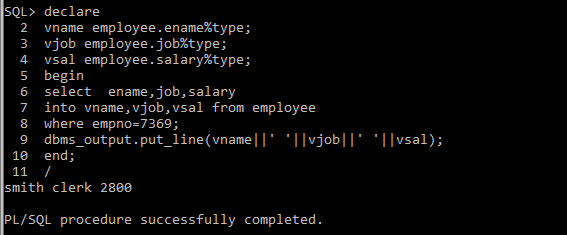 SQL> declare
  2  vname employee.ename%type;
  3  vjob employee.job%type;
  4  vsal employee.salary%type;
  5  begin
  6  select  ename,job,salary
  7  into vname,vjob,vsal from employee
  8  where empno=7369;
  9  dbms_output.put_line(vname||' '||vjob||' '||vsal);
 10  end;
 11  /
smith clerk 2800
PL/SQL procedure successfully completed.